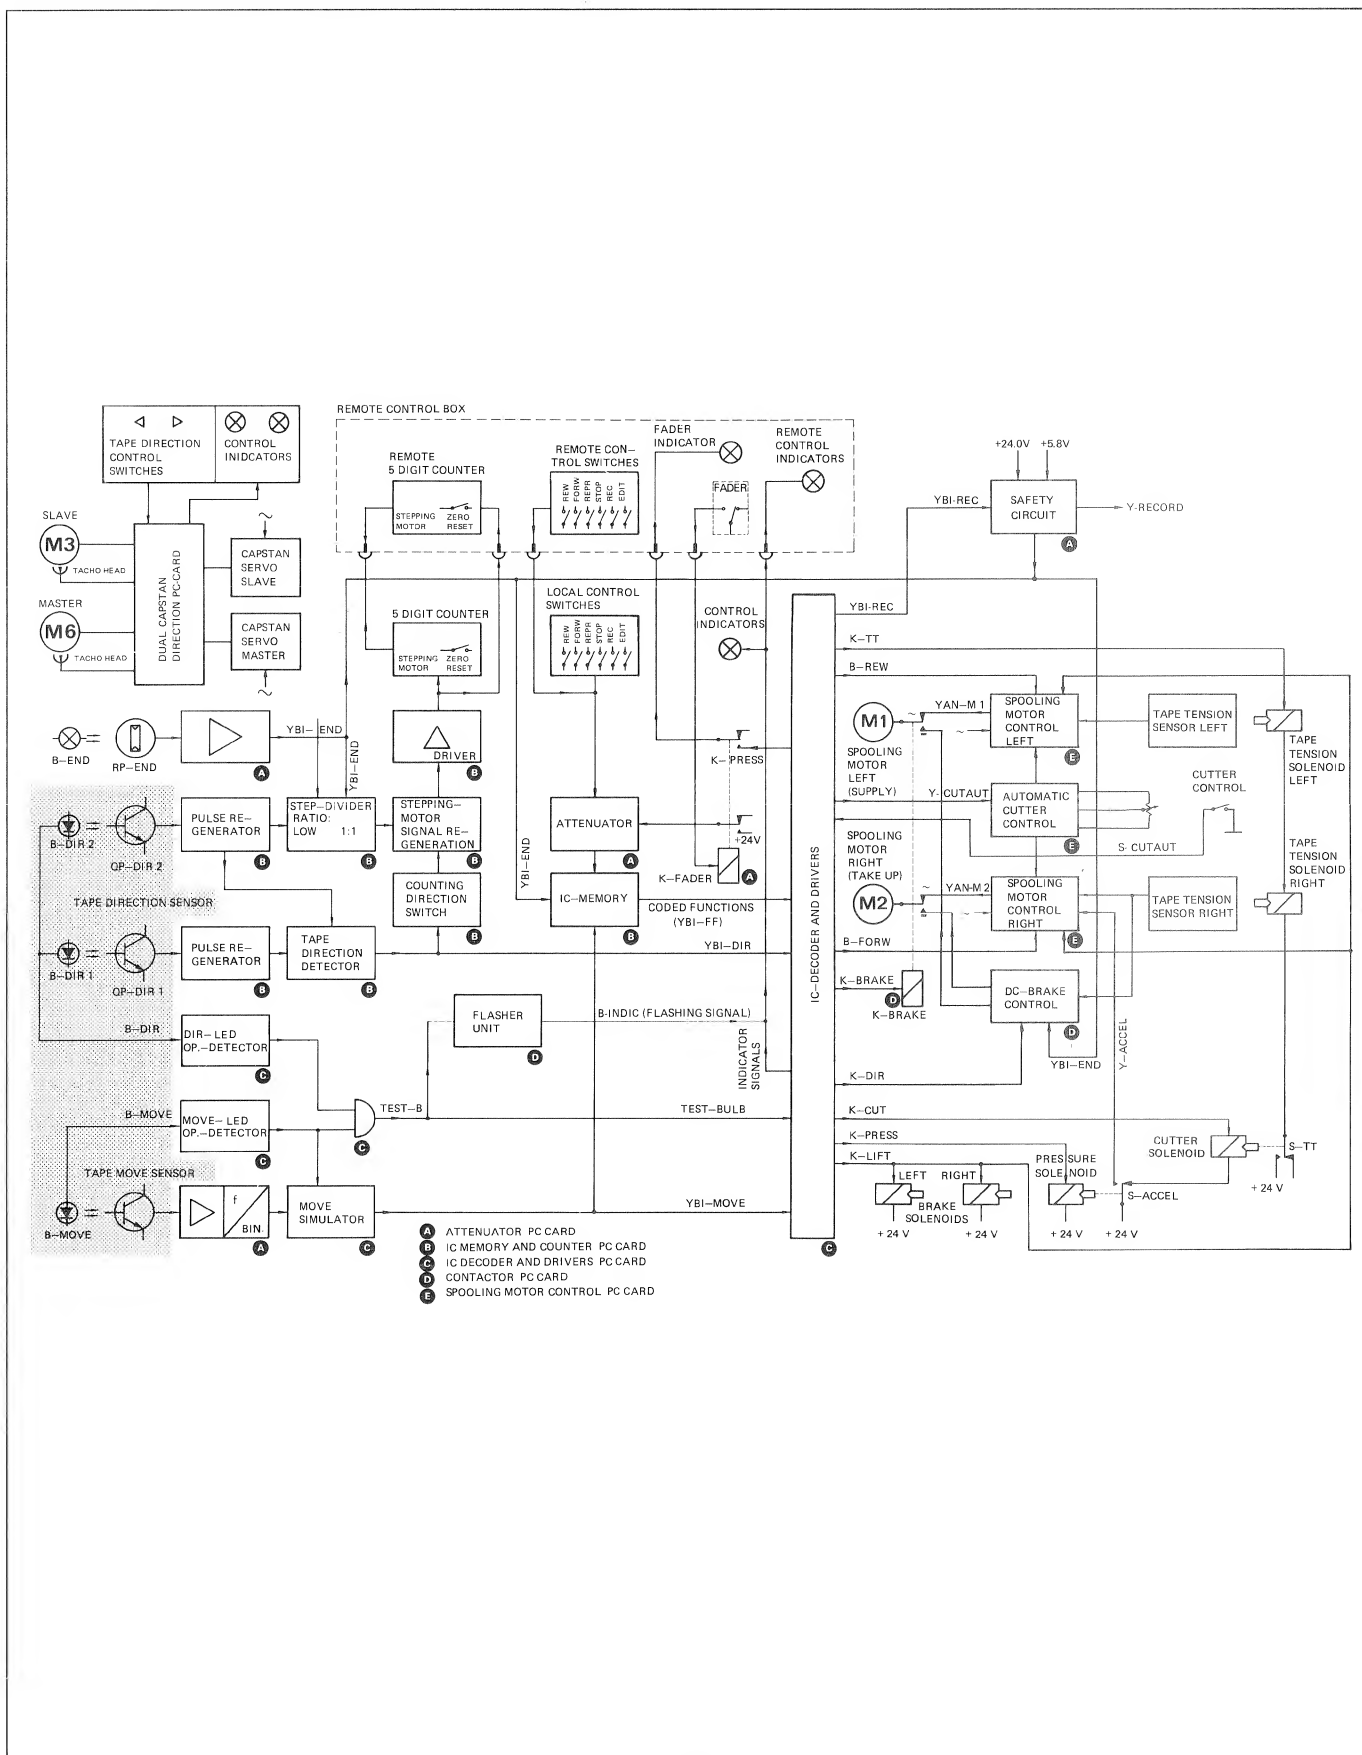 REMOTE CONTROL BOX
TAPE DIRECTION
CONTROL
SWITCHES
CONTROL
INIDCATORS
REMOTE
5 DIGIT COUNTER
STEPPING
MOTOR
ZERO
RESET
REMOTE CON–
TROL SWITCHES
REW
FORW
REPR
STOP
REC
EDIT
FADER
INDICATOR
FADER
REMOTE
CONTROL
INDICATORS
+24.0V
+5.8V
YBI-REC
SAFETY
CIRCUIT
Y-RECORD
A
SLAVE
M3
TACHO HEAD
MASTER
M6
TACHO HEAD
DUAL CAPSTAN
DIRECTION PC-CARD
CAPSTAN
SERVO
SLAVE
CAPSTAN
SERVO
MASTER
5 DIGIT COUNTER
STEPPING
MOTOR
ZERO
RESET
LOCAL CONTROL
SWITCHES
REW
FORW
REPR
STOP
REC
EDIT
CONTROL
INDICATORS
B–END
RP–END
A
YBI–END
YBI–END
DRIVER
B
K–PRESS
B–DIR 2
OP–DIR 2
PULSE RE-
GENERATOR
B
STEP–DIVIDER
RATIO:
LOW 1:1
B
STEPPING–
MOTOR
SIGNAL RE-
GENERATION
B
ATTENUATOR
A
+24V
K–FADER
A
YBI–END
TAPE DIRECTION SENSOR
COUNTING
DIRECTION
SWITCH
B
IC–MEMORY
B
CODED FUNCTIONS
(YBI–FF)
B–DIR 1
OP–DIR 1
PULSE RE-
GENERATOR
B
TAPE
DIRECTION
DETECTOR
B
YBI–DIR
B–DIR
DIR–LED
OP.–DETECTOR
C
FLASHER
UNIT
D
B-INDIC (FLASHING SIGNAL)
INDICATOR
SIGNALS
B–MOVE
MOVE–LED
OP.–DETECTOR
C
TEST–B
C
TEST–BULB
TAPE MOVE SENSOR
B–MOVE
f
BIN.
A
MOVE
SIMULATOR
C
YBI–MOVE
IC–DECODER AND DRIVERS
C
YBI-REC
K–TT
B–REW
M1
YAN–M 1
~
SPOOLING
MOTOR
CONTROL
LEFT
E
TAPE TENSION
SENSOR LEFT
TAPE
TENSION
SOLENOID
LEFT
SPOOLING
MOTOR
LEFT
(SUPPLY)
Y-CUTAUT
AUTOMATIC
CUTTER
CONTROL
E
CUTTER
CONTROL
S-CUTAUT
SPOOLING
MOTOR
RIGHT
(TAKE UP)
M2
YAN–M 2
~
SPOOLING
MOTOR
CONTROL
RIGHT
E
TAPE TENSION
SENSOR RIGHT
TAPE
TENSION
SOLENOID
RIGHT
B–FORW
K–BRAKE
D
K–BRAKE
DC–BRAKE
CONTROL
D
YBI–END
Y–ACCEL
K–DIR
K–CUT
K–PRESS
K–LIFT
CUTTER
SOLENOID
S–TT
+ 24 V
LEFT
RIGHT
BRAKE
SOLENOIDS
PRESSURE
SOLENOID
S–ACCEL
+ 24 V
+ 24 V
+ 24 V
+ 24 V
A ATTENUATOR PC CARD
B IC MEMORY AND COUNTER PC CARD
C IC DECODER AND DRIVERS PC CARD
D CONTACTOR PC CARD
E SPOOLING MOTOR CONTROL PC CARD